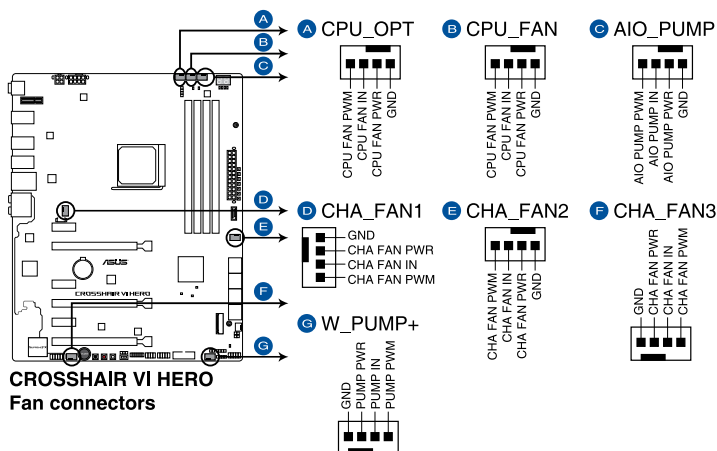 A
B
C
A CPU_OPT
CPU FAN PWM
CPU FAN IN
CPU FAN PWR
GND
B CPU_FAN
CPU FAN PWM
CPU FAN IN
CPU FAN PWR
GND
C AIO_PUMP
AIO PUMP PWM
AIO PUMP IN
AIO PUMP PWR
GND
D
E
F
G
D CHA_FAN1
GND
CHA FAN PWR
CHA FAN IN
CHA FAN PWM
E CHA_FAN2
CHA FAN PWM
CHA FAN IN
CHA FAN PWR
GND
F CHA_FAN3
GND
CHA FAN PWR
CHA FAN IN
CHA FAN PWM
G W_PUMP+
GND
PUMP PWR
PUMP IN
PUMP PWM
ASUS
CROSSHAIR VI HERO
CROSSHAIR VI HERO
Fan connectors